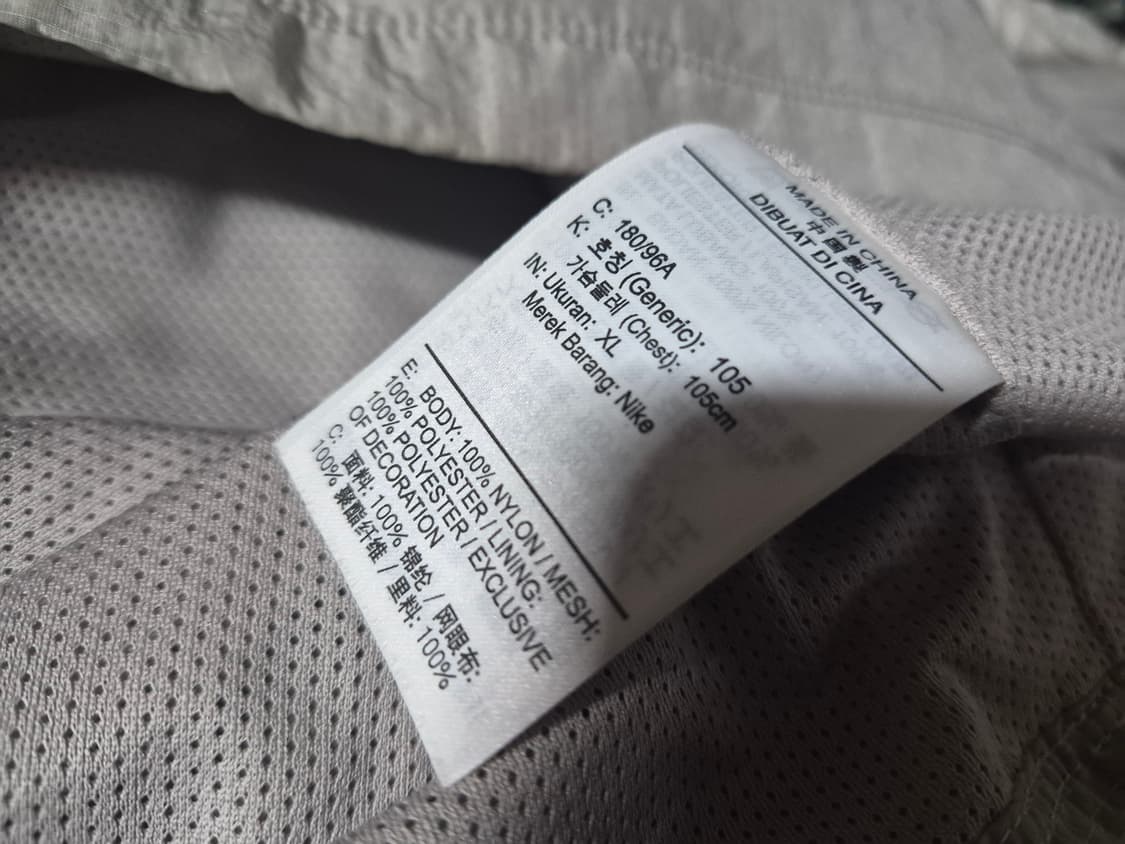 MADE IN CHINA
中国製
DIBUAT DI CINA
C: 180/96A
K: 호칭 (Generic): 105
가슴둘레 (Chest): 105cm
IN: Ukuran: XL
Merek Barang: Nike
E: BODY: 100% NYLON / MESH:
100% POLYESTER / LINING:
100% POLYESTER / EXCLUSIVE
OF DECORATION
C: 面料: 100% 锦纶 / 网眼布:
100% 聚酯纤维 / 里料: 100%